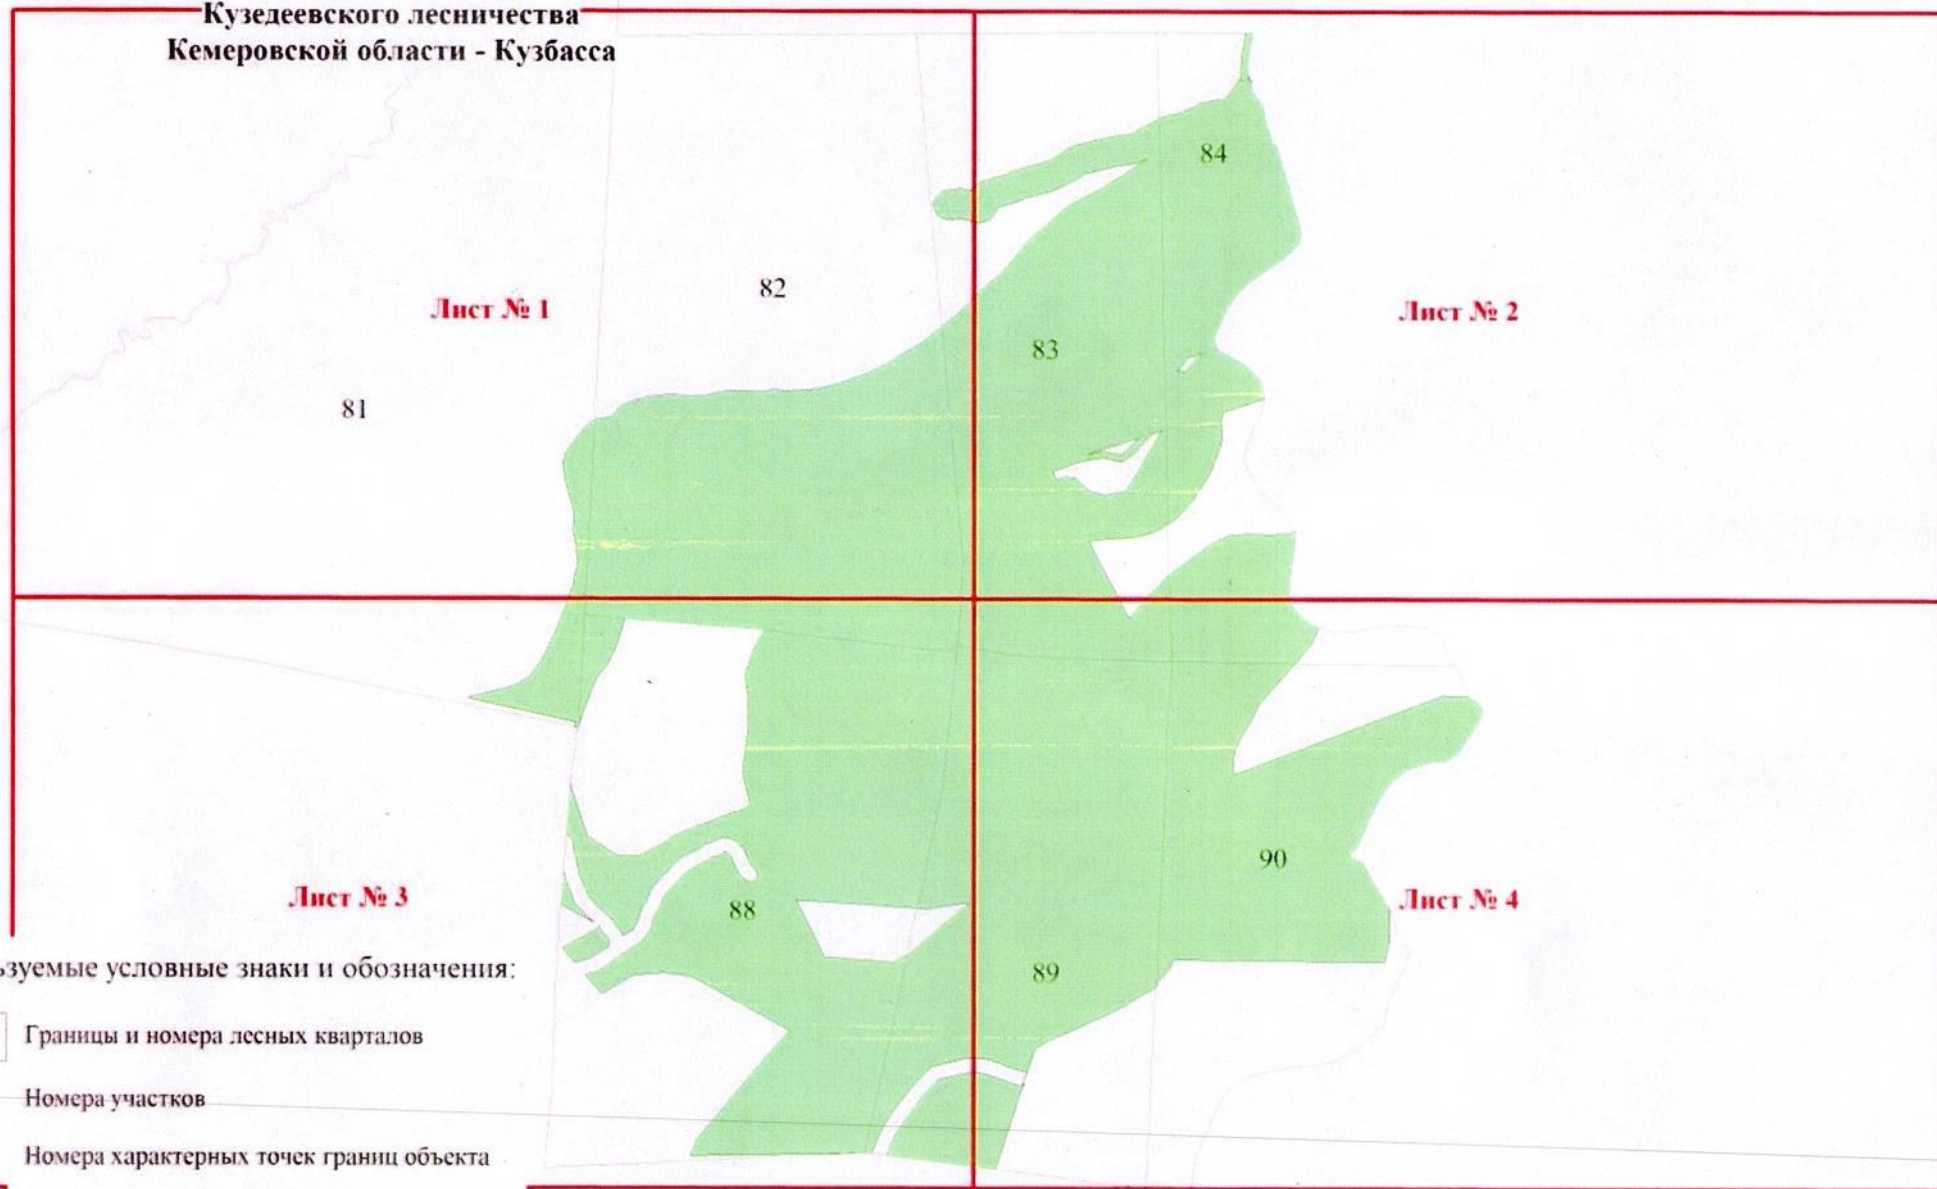 Кузедеевского лесничества
Кемеровской области - Кузбасса
84
82
Лист № 1
Лист № 2
83
81
90
Лист № 3
88
Лист № 4
89
зуемые условные знаки и обозначения:
Границы и номера лесных кварталов
Номера участков
Номера характерных точек границ объекта